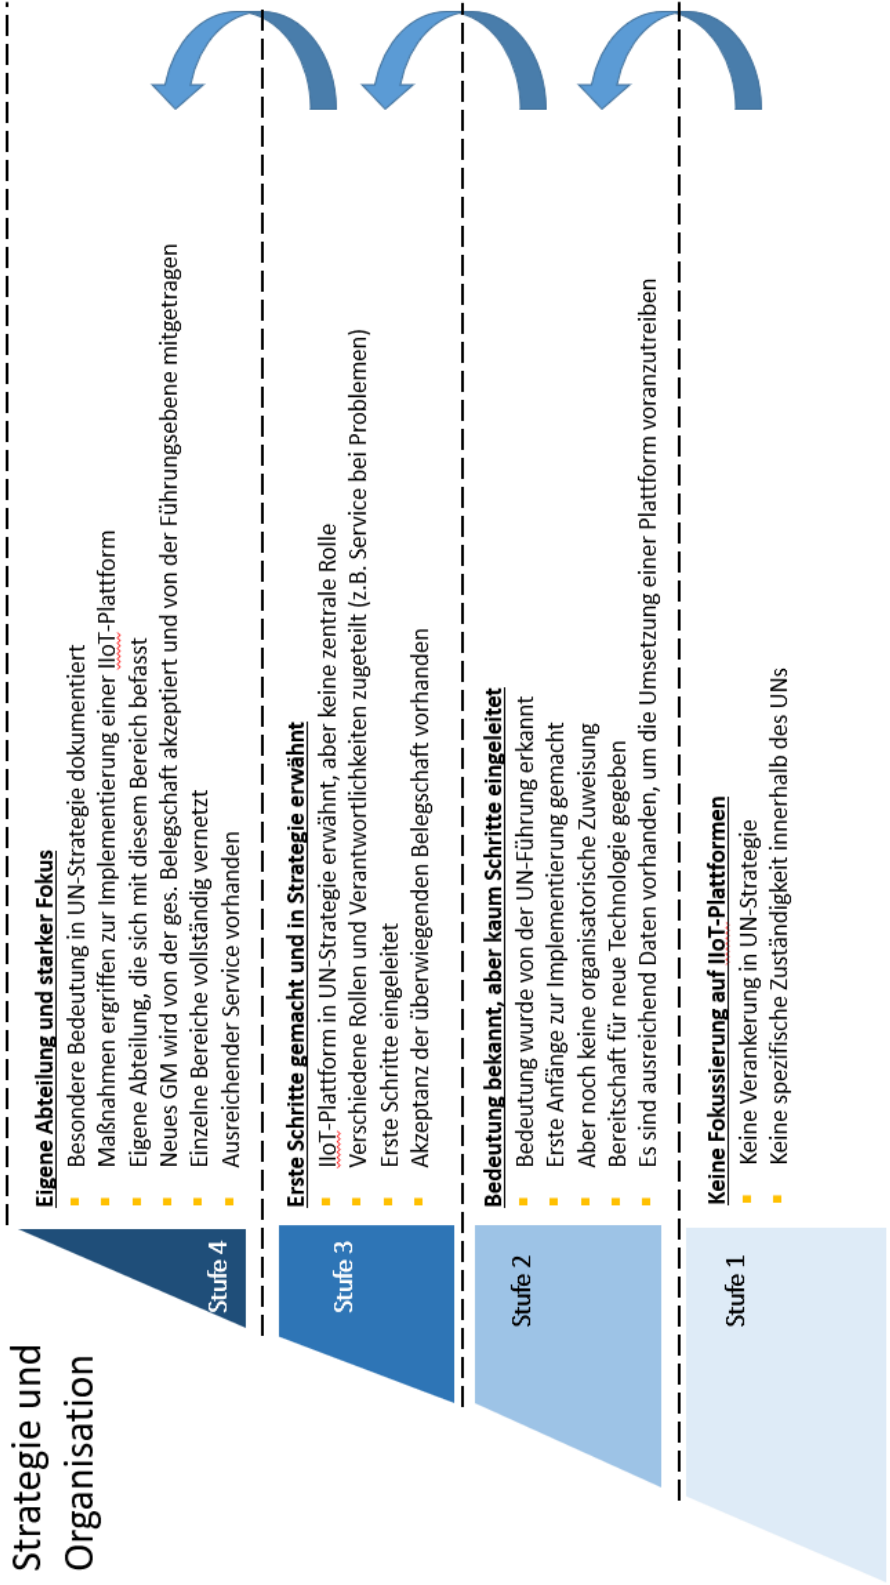 Strategie und
Organisation
Stufe 4
Eigene Abteilung und starker Fokus
Besondere Bedeutung in UN-Strategie dokumentiert
Maßnahmen ergriffen zur Implementierung einer IIoT-Plattform
Eigene Abteilung, die sich mit diesem Bereich befasst
Neues GM wird von der ges. Belegschaft akzeptiert und von der Führungsebene mitgetragen
Einzelne Bereiche vollständig vernetzt
Ausreichender Service vorhanden
Stufe 3
Erste Schritte gemacht und in Strategie erwähnt
IIoT-Plattform in UN-Strategie erwähnt, aber keine zentrale Rolle
Verschiedene Rollen und Verantwortlichkeiten zugeteilt (z.B. Service bei Problemen)
Erste Schritte eingeleitet
Akzeptanz der überwiegenden Belegschaft vorhanden
Stufe 2
Bedeutung bekannt, aber kaum Schritte eingeleitet
Bedeutung wurde von der UN-Führung erkannt
Erste Anfänge zur Implementierung gemacht
Aber noch keine organisatorische Zuweisung
Bereitschaft für neue Technologie gegeben
Es sind ausreichend Daten vorhanden, um die Umsetzung einer Plattform voranzutreiben
Stufe 1
Keine Fokussierung auf IIoT-Plattformen
Keine Verankerung in UN-Strategie
Keine spezifische Zuständigkeit innerhalb des UNs